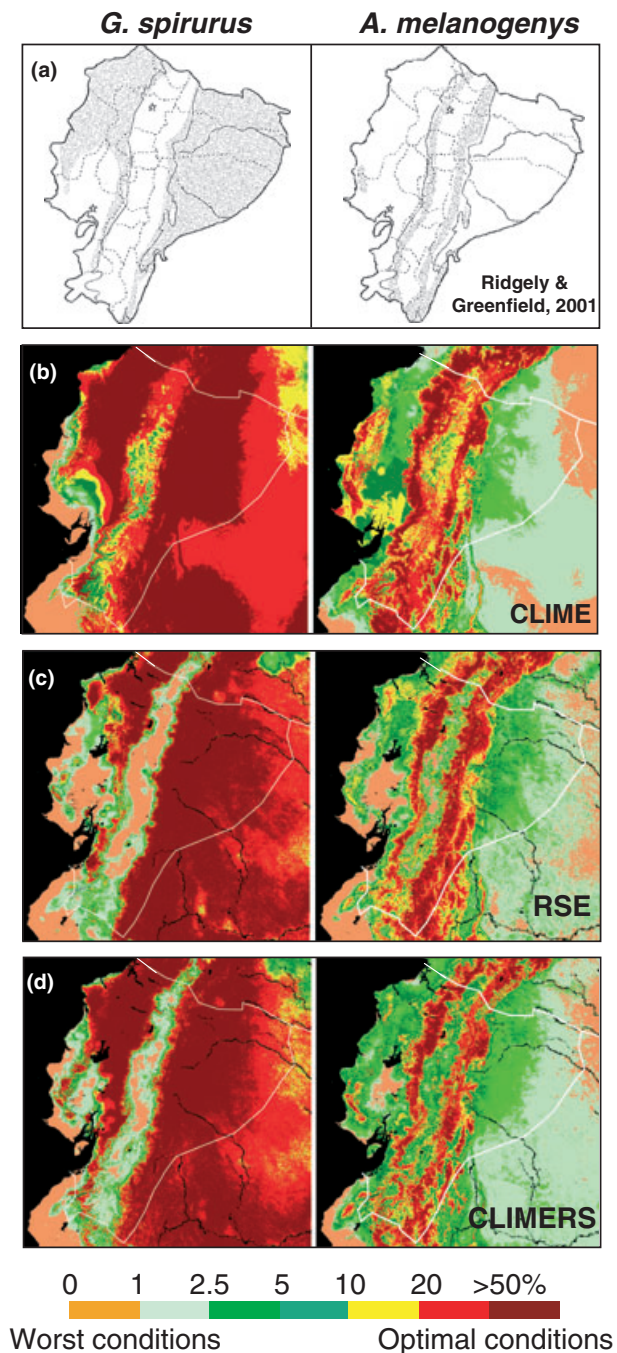 G. spirurus A. melanogenys
(a)
Ridgely &
Greenfield, 2001
(b)
CLIME
(c)
RSE
(d)
CLIMERS
0 1 2.5 5 10 20 >50%
Worst conditions Optimal conditions